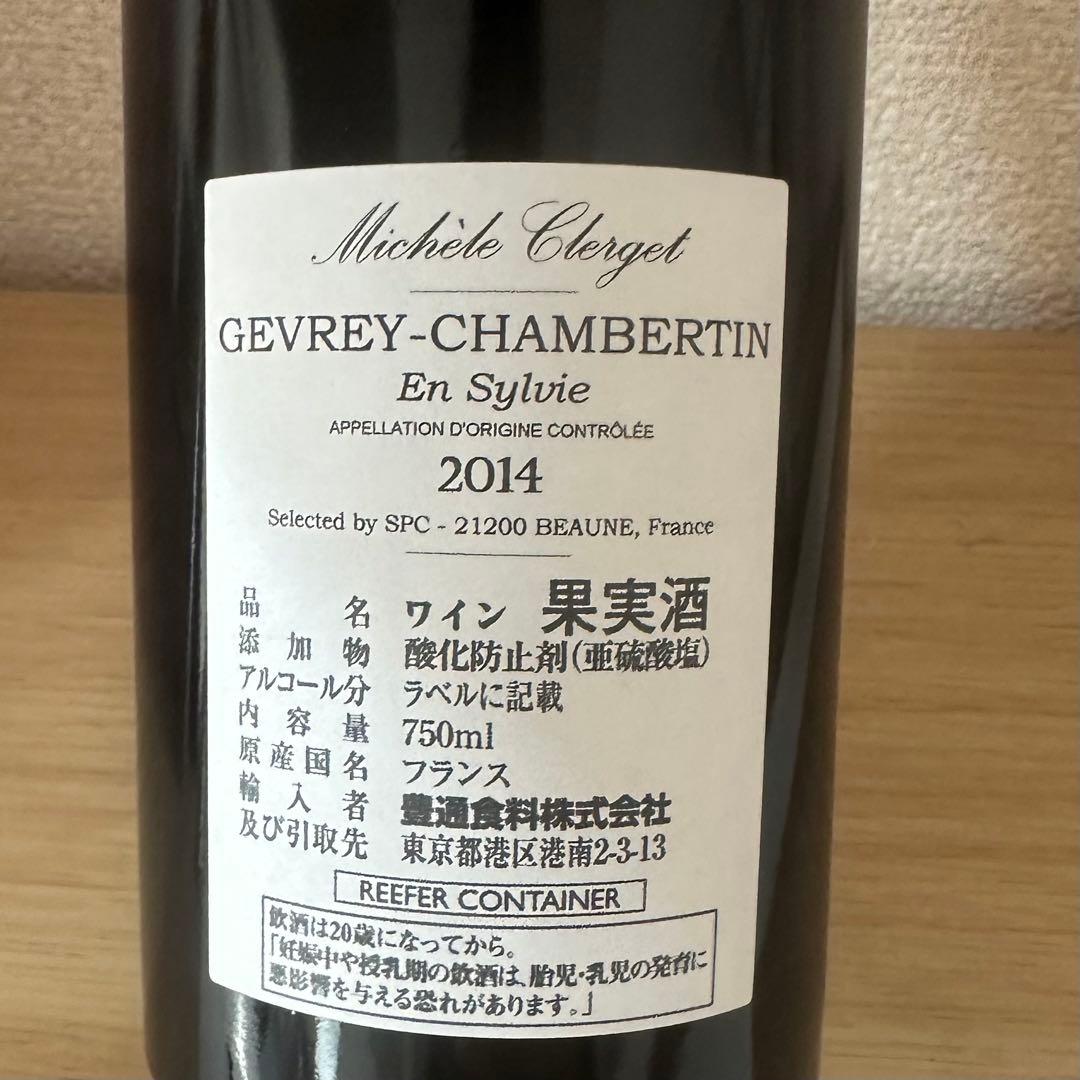 Michèle Clerget
GEVREY-CHAMBERTIN
En Sylvie
APPELLATION D'ORIGINE CONTRÔLÉE
2014
Selected by SPC - 21200 BEAUNE, France
品名 ワイン 果実酒
添加物 酸化防止剤(亜硫酸塩)
アルコール分 ラベルに記載
内容量 750ml
原産国名 フランス
輸入者 豊通食料株式会社
及び引取先 東京都港区港南2-3-13
REEFER CONTAINER
飲酒は20歳になってから。
「妊娠中や授乳期の飲酒は、胎児・乳児の発育に
悪影響を与える恐れがあります。」